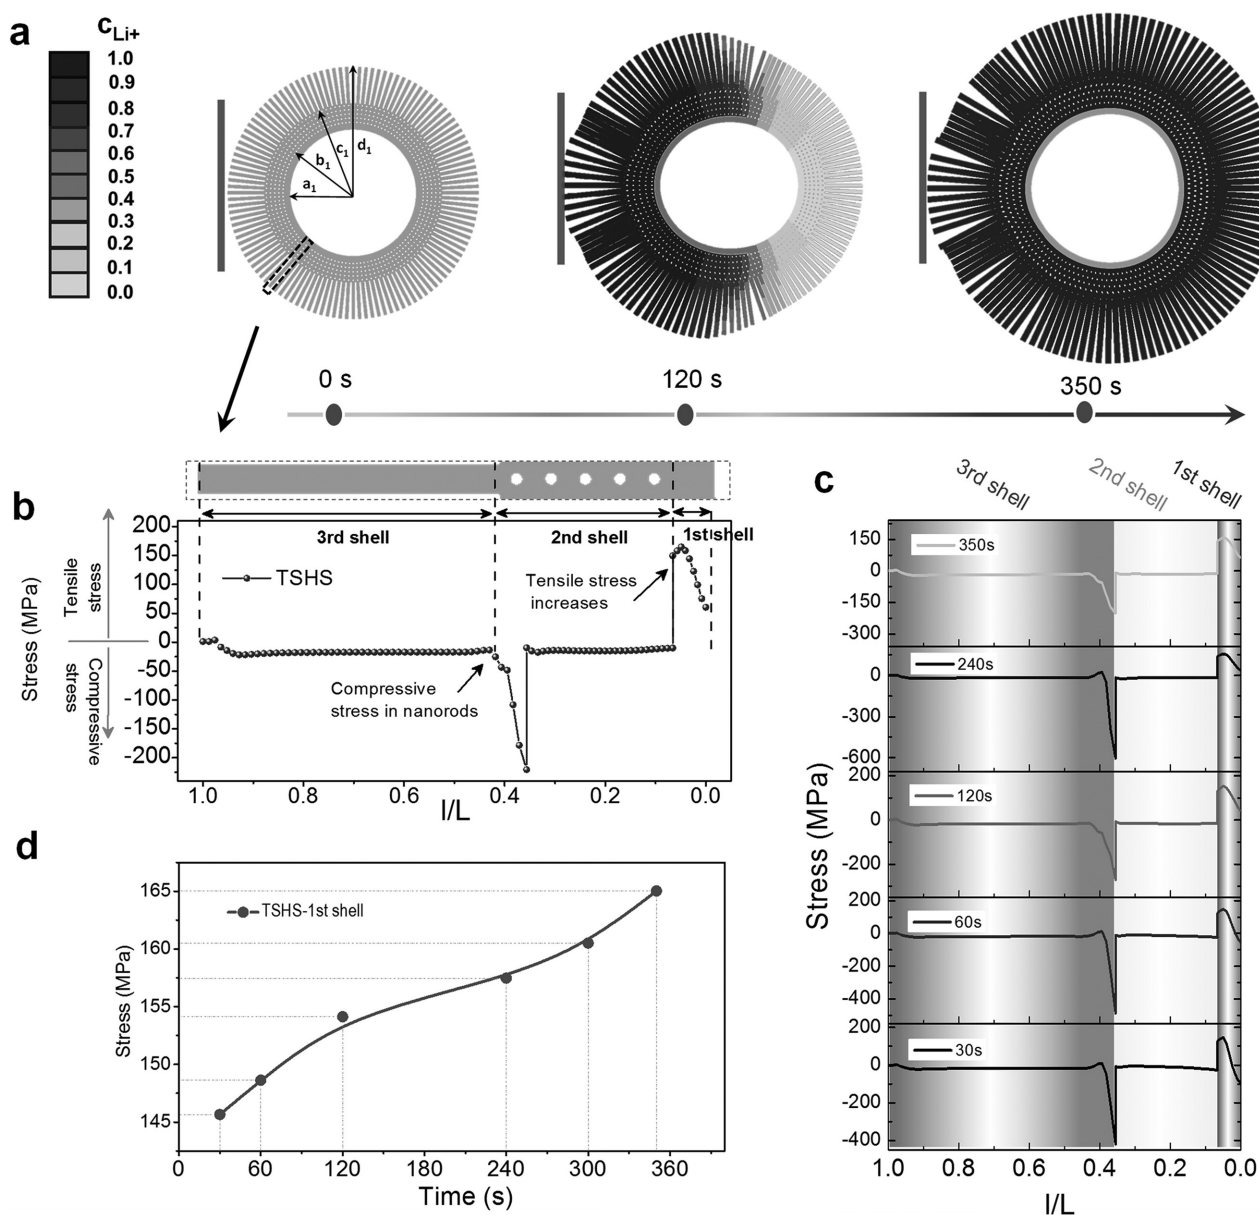 a
c Li+
1.0
0.9
0.8
0.7
0.6
0.5
0.4
0.3
0.2
0.1
0.0
a1
b1
c1
d1
0 s
120 s
350 s
b
Stress (MPa)
Tensile
stress
Compressive
stress
200
150
100
50
0
-50
-100
-150
-200
3rd shell
2nd shell
1st shell
TSHS
Tensile stress
increases
Compressive
stress in nanorods
1.0
0.8
0.6
0.4
0.2
0.0
l/L
c
3rd shell
2nd shell
1st shell
Stress (MPa)
150
0
-150
-300
350s
0
-300
-600
240s
200
0
-200
120s
200
0
-200
-400
60s
200
0
-200
-400
30s
1.0
0.8
0.6
0.4
0.2
0.0
l/L
d
Stress (MPa)
165
160
155
150
145
TSHS-1st shell
0
60
120
180
240
300
360
Time (s)